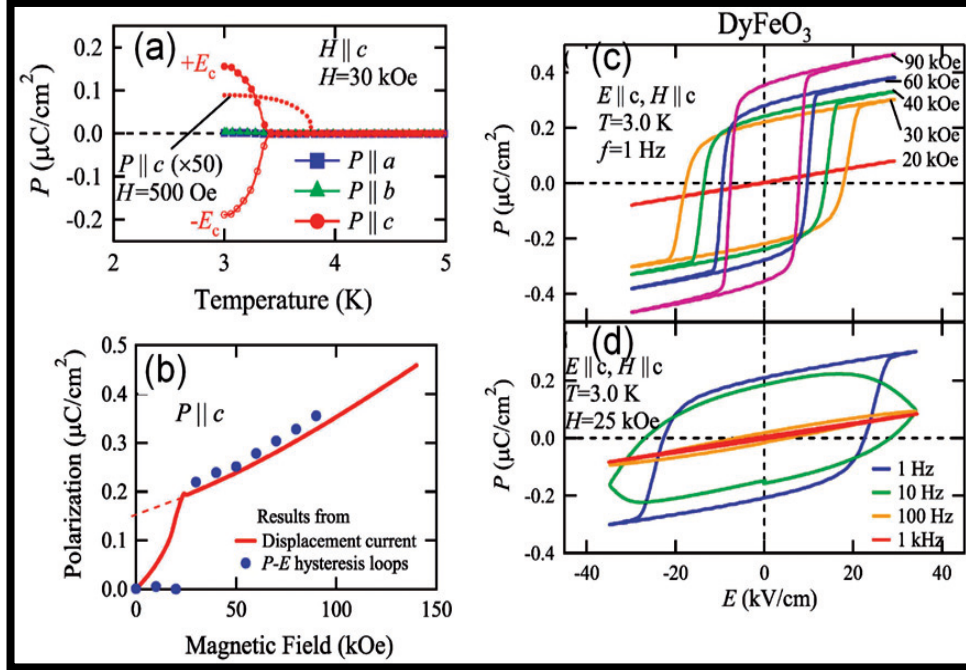 DyFeO₃
(a)
H || c
H=30 kOe
+Ec
P || c (×50)
H=500 Oe
-Ec
P || a
P || b
P || c
P (μC/cm²)
0.2
0.1
0.0
-0.1
-0.2
2
3
4
5
Temperature (K)
(b)
P || c
Results from
Displacement current
P-E hysteresis loops
Polarization (μC/cm²)
0.5
0.4
0.3
0.2
0.1
0.0
0
50
100
150
Magnetic Field (kOe)
(c)
E || c, H || c
T=3.0 K
f=1 Hz
90 kOe
60 kOe
40 kOe
30 kOe
20 kOe
P (μC/cm²)
0.4
0.2
0.0
-0.2
-0.4
(d)
E || c, H || c
T=3.0 K
H=25 kOe
1 Hz
10 Hz
100 Hz
1 kHz
P (μC/cm²)
0.2
0.0
-0.2
-0.4
-40
-20
0
20
40
E (kV/cm)